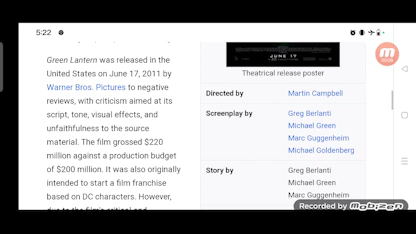 5:22
Green Lantern was released in the
United States on June 17, 2011 by
Warner Bros. Pictures to negative
reviews, with criticism aimed at its
script, tone, visual effects, and
unfaithfulness to the source
material. The film grossed $220
million against a production budget
of $200 million. It was also originally
intended to start a film franchise
based on DC characters. However,
JUNE 17
Theatrical release poster
Directed by Martin Campbell
Screenplay by Greg Berlanti
Michael Green
Marc Guggenheim
Michael Goldenberg
Story by Greg Berlanti
Michael Green
Marc Guggenheim
Recorded by Mobizen